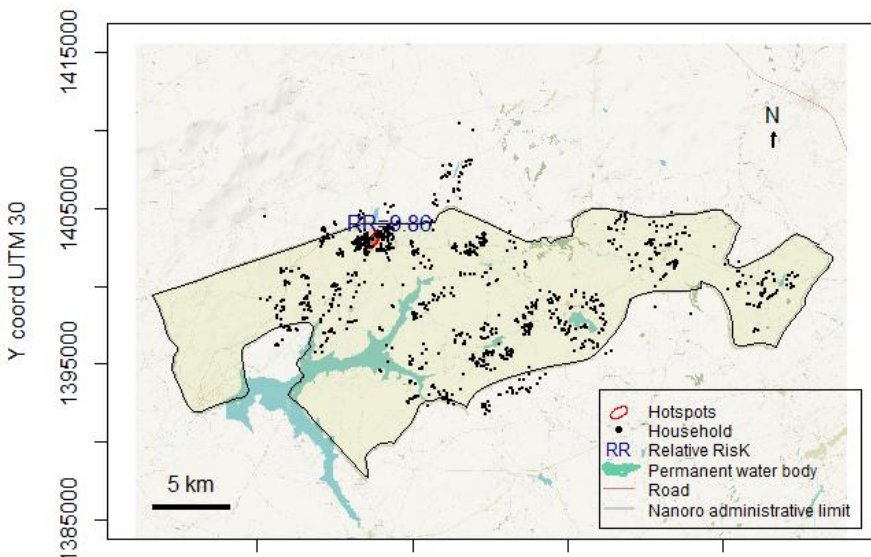 1415000
N
RR=9.86
1405000
Y coord UTM 30
1395000
Hotspots
Household
RR Relative RisK
Permanent water body
Road
Nanoro administrative limit
5 km
1385000